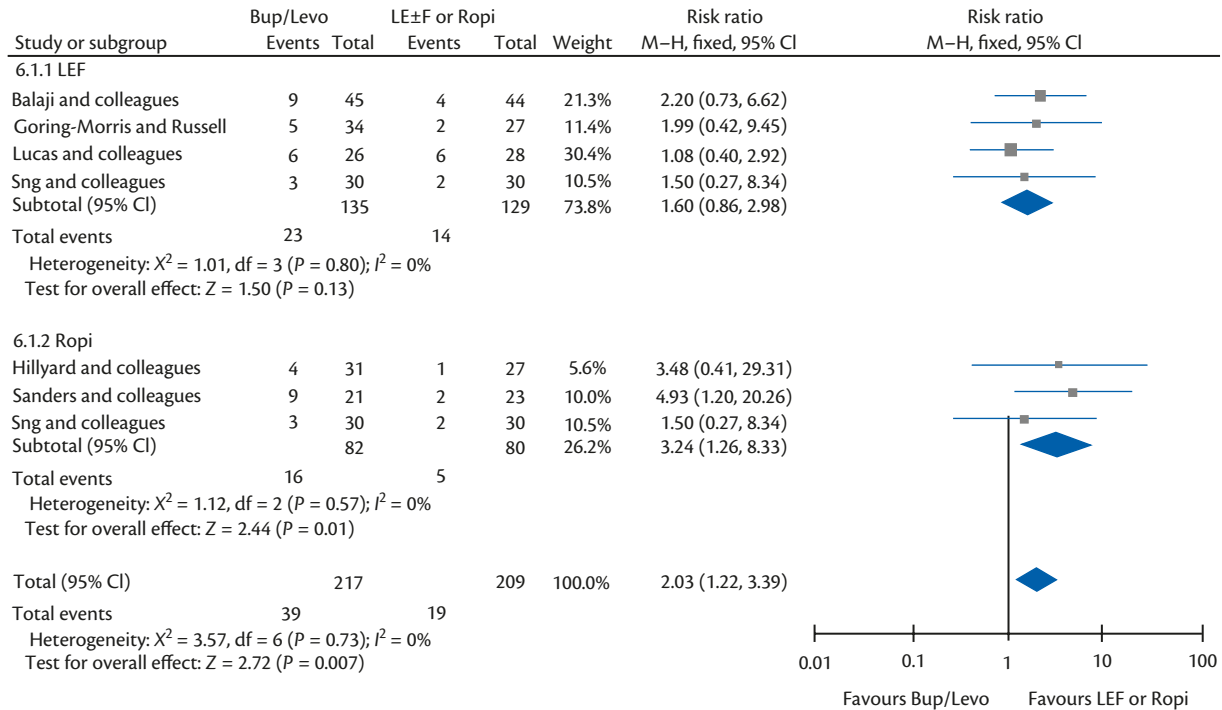 Bup/Levo LE±F or Ropi Risk ratio Risk ratio
Study or subgroup Events Total Events Total Weight M–H, fixed, 95% Cl M–H, fixed, 95% Cl
6.1.1 LEF
Balaji and colleagues 9 45 4 44 21.3% 2.20 (0.73, 6.62)
Goring-Morris and Russell 5 34 2 27 11.4% 1.99 (0.42, 9.45)
Lucas and colleagues 6 26 6 28 30.4% 1.08 (0.40, 2.92)
Sng and colleagues 3 30 2 30 10.5% 1.50 (0.27, 8.34)
Subtotal (95% Cl) 135 129 73.8% 1.60 (0.86, 2.98)
Total events 23 14
Heterogeneity: X² = 1.01, df = 3 (P = 0.80); I² = 0%
Test for overall effect: Z = 1.50 (P = 0.13)
6.1.2 Ropi
Hillyard and colleagues 4 31 1 27 5.6% 3.48 (0.41, 29.31)
Sanders and colleagues 9 21 2 23 10.0% 4.93 (1.20, 20.26)
Sng and colleagues 3 30 2 30 10.5% 1.50 (0.27, 8.34)
Subtotal (95% Cl) 82 80 26.2% 3.24 (1.26, 8.33)
Total events 16 5
Heterogeneity: X² = 1.12, df = 2 (P = 0.57); I² = 0%
Test for overall effect: Z = 2.44 (P = 0.01)
Total (95% Cl) 217 209 100.0% 2.03 (1.22, 3.39)
Total events 39 19
Heterogeneity: X² = 3.57, df = 6 (P = 0.73); I² = 0%
Test for overall effect: Z = 2.72 (P = 0.007)
0.01 0.1 1 10 100
Favours Bup/Levo Favours LEF or Ropi